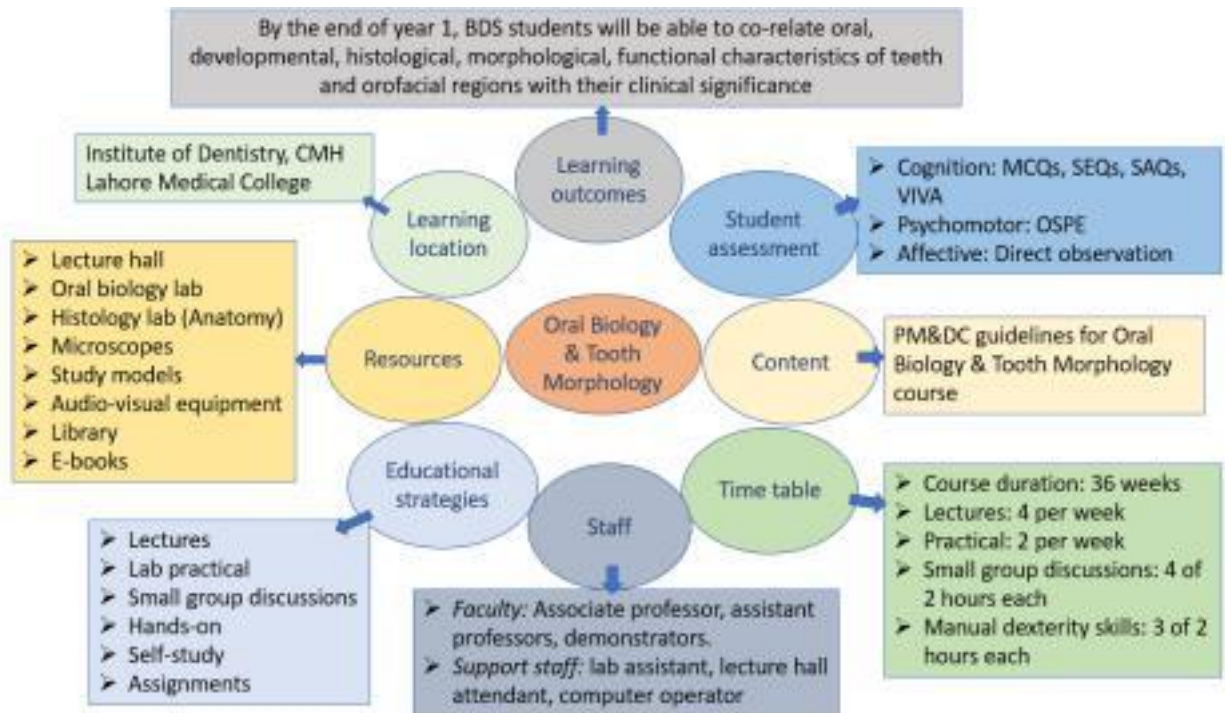 By the end of year 1, BDS students will be able to co-relate oral,
developmental, histological, morphological, functional characteristics of teeth
and orofacial regions with their clinical significance
Learning
outcomes
Institute of Dentistry, CMH
Lahore Medical College
Learning
location
Student
assessment
➤ Cognition: MCQs, SEQs, SAQs,
VIVA
➤ Psychomotor: OSPE
➤ Affective: Direct observation
➤ Lecture hall
➤ Oral biology lab
➤ Histology lab (Anatomy)
➤ Microscopes
➤ Study models
➤ Audio-visual equipment
➤ Library
➤ E-books
Resources
Oral Biology
& Tooth
Morphology
Content
PM&DC guidelines for Oral
Biology & Tooth Morphology
course
Educational
strategies
Staff
Time table
➤ Course duration: 36 weeks
➤ Lectures: 4 per week
➤ Practical: 2 per week
➤ Small group discussions: 4 of
2 hours each
➤ Manual dexterity skills: 3 of 2
hours each
➤ Lectures
➤ Lab practical
➤ Small group discussions
➤ Hands-on
➤ Self-study
➤ Assignments
➤ Faculty: Associate professor, assistant
professors, demonstrators.
➤ Support staff: lab assistant, lecture hall
attendant, computer operator